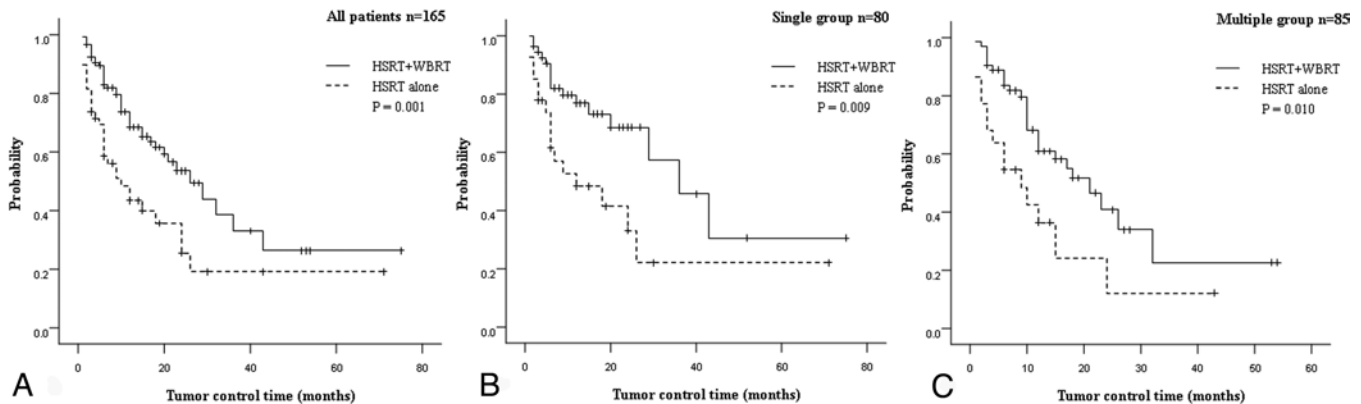 All patients n=165
1.0
0.8
0.6
0.4
0.2
0.0
Probability
HSRT+WBRT
HSRT alone
P = 0.001
0
20
40
60
80
Tumor control time (months)
A
Single group n=80
1.0
0.8
0.6
0.4
0.2
0.0
Probability
HSRT+WBRT
HSRT alone
P = 0.009
0
20
40
60
80
Tumor control time (months)
B
Multiple group n=85
1.0
0.8
0.6
0.4
0.2
0.0
Probability
HSRT+WBRT
HSRT alone
P = 0.010
0
10
20
30
40
50
60
Tumor control time (months)
C